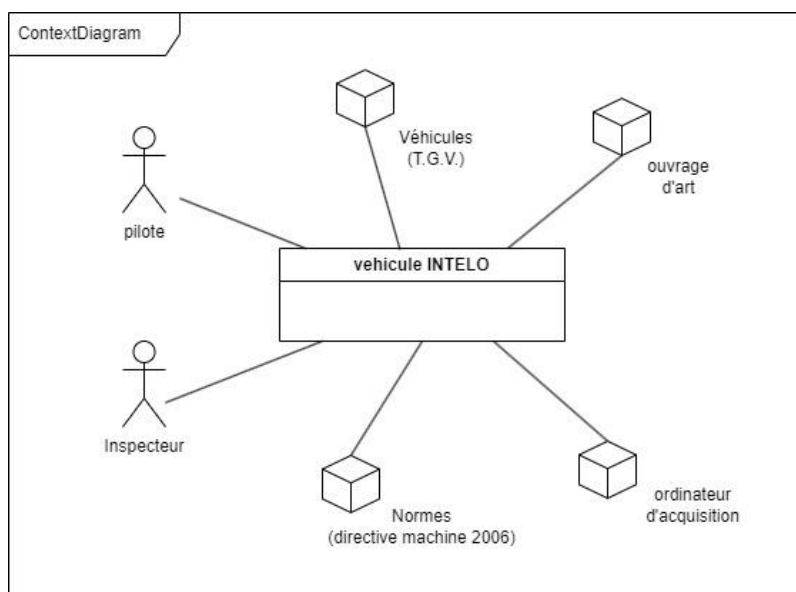 ContextDiagram
Véhicules
(T.G.V.)
ouvrage
d'art
pilote
vehicule INTELO
Inspecteur
Normes
(directive machine 2006)
ordinateur
d'acquisition